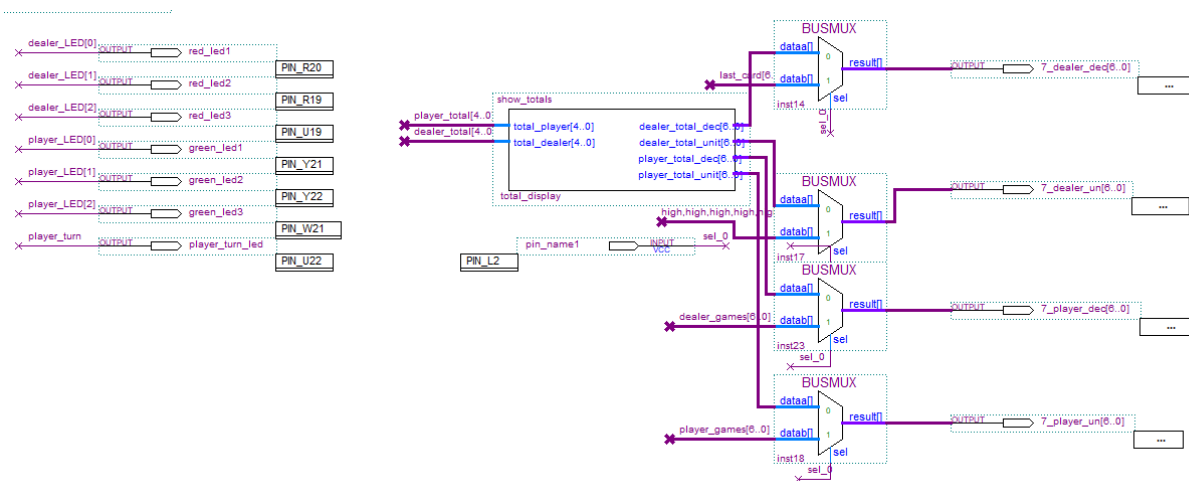 dealer_LED[0] OUTPUT red_led1
PIN_R20
dealer_LED[1] OUTPUT red_led2
PIN_R19
dealer_LED[2] OUTPUT red_led3
PIN_U19
player_LED[0] OUTPUT green_led1
PIN_Y21
player_LED[1] OUTPUT green_led2
PIN_Y22
player_LED[2] OUTPUT green_led3
PIN_W21
player_turn OUTPUT player_turn_led
PIN_U22
show_totals
player_total[4..0
dealer_total[4..0
total_player[4..0]
total_dealer[4..0]
dealer_total_dec[6..0]
dealer_total_unit[6..0]
player_total_dec[6..0]
player_total_unit[6..0]
total_display
high,high,high,high,hig
pin_name1 INPUT VCC sel_0
PIN_L2
BUSMUX
dataa[]
0
last_card[6..
datab[]
1
result[]
sel
inst14
sel_0
OUTPUT 7_dealer_dec[6..0]
...
BUSMUX
dataa[]
0
datab[]
1
result[]
sel
inst17
OUTPUT 7_dealer_un[6..0]
...
BUSMUX
dataa[]
0
dealer_games[6..0]
datab[]
1
result[]
sel
inst23
sel_0
OUTPUT 7_player_dec[6..0]
...
BUSMUX
dataa[]
0
player_games[6..0]
datab[]
1
result[]
sel
inst18
sel_0
OUTPUT 7_player_un[6..0]
...